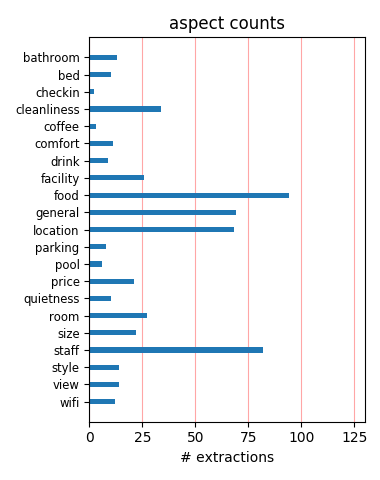 aspect counts
bathroom
bed
checkin
cleanliness
coffee
comfort
drink
facility
food
general
location
parking
pool
price
quietness
room
size
staff
style
view
wifi
0 25 50 75 100 125
# extractions